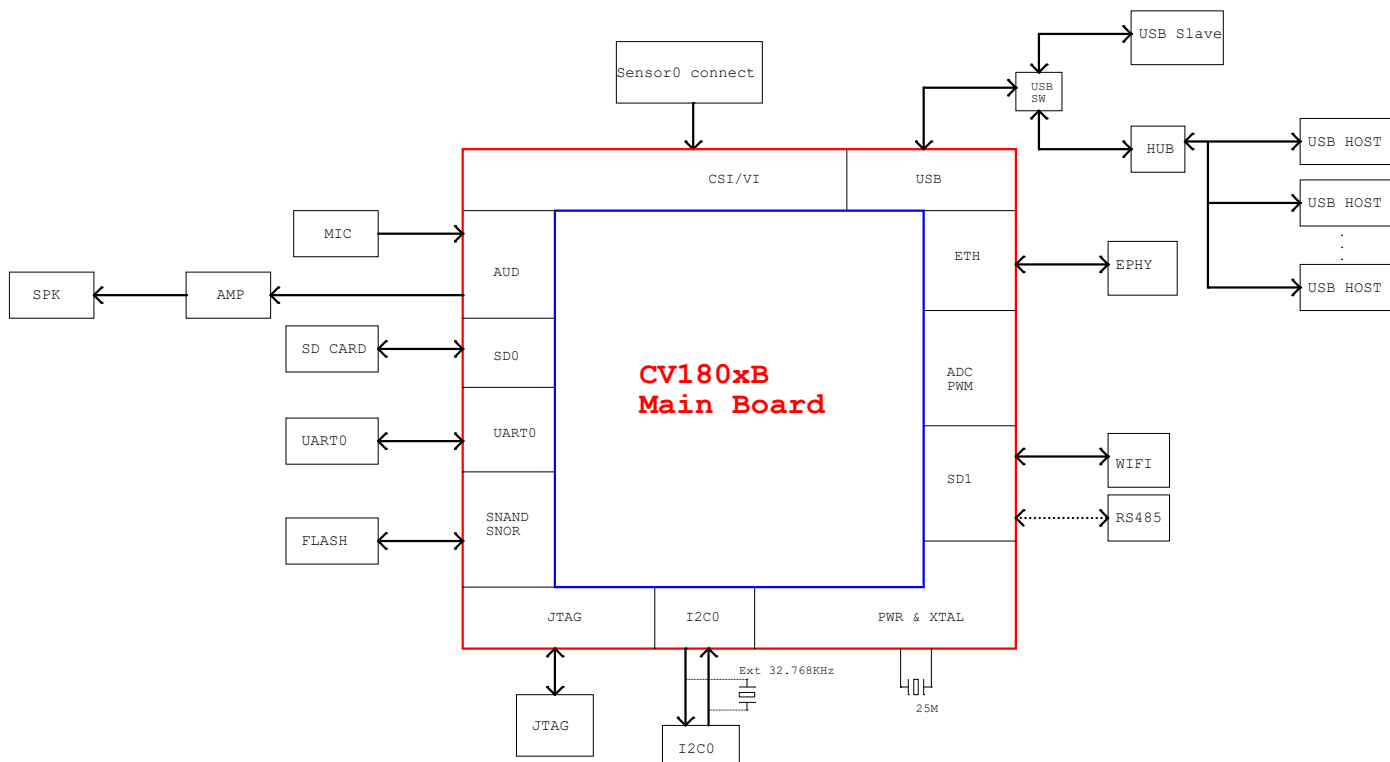 USB Slave
Sensor0 connect
USB
SW
HUB
USB HOST
CSI/VI
USB
USB HOST
MIC
AUD
ETH
EPHY
USB HOST
SPK
AMP
SD CARD
SD0
CV180xB
Main Board
ADC
PWM
UART0
UART0
WIFI
SD1
SNAND
SNOR
RS485
FLASH
JTAG
I2C0
PWR & XTAL
Ext 32.768KHz
25M
JTAG
I2C0